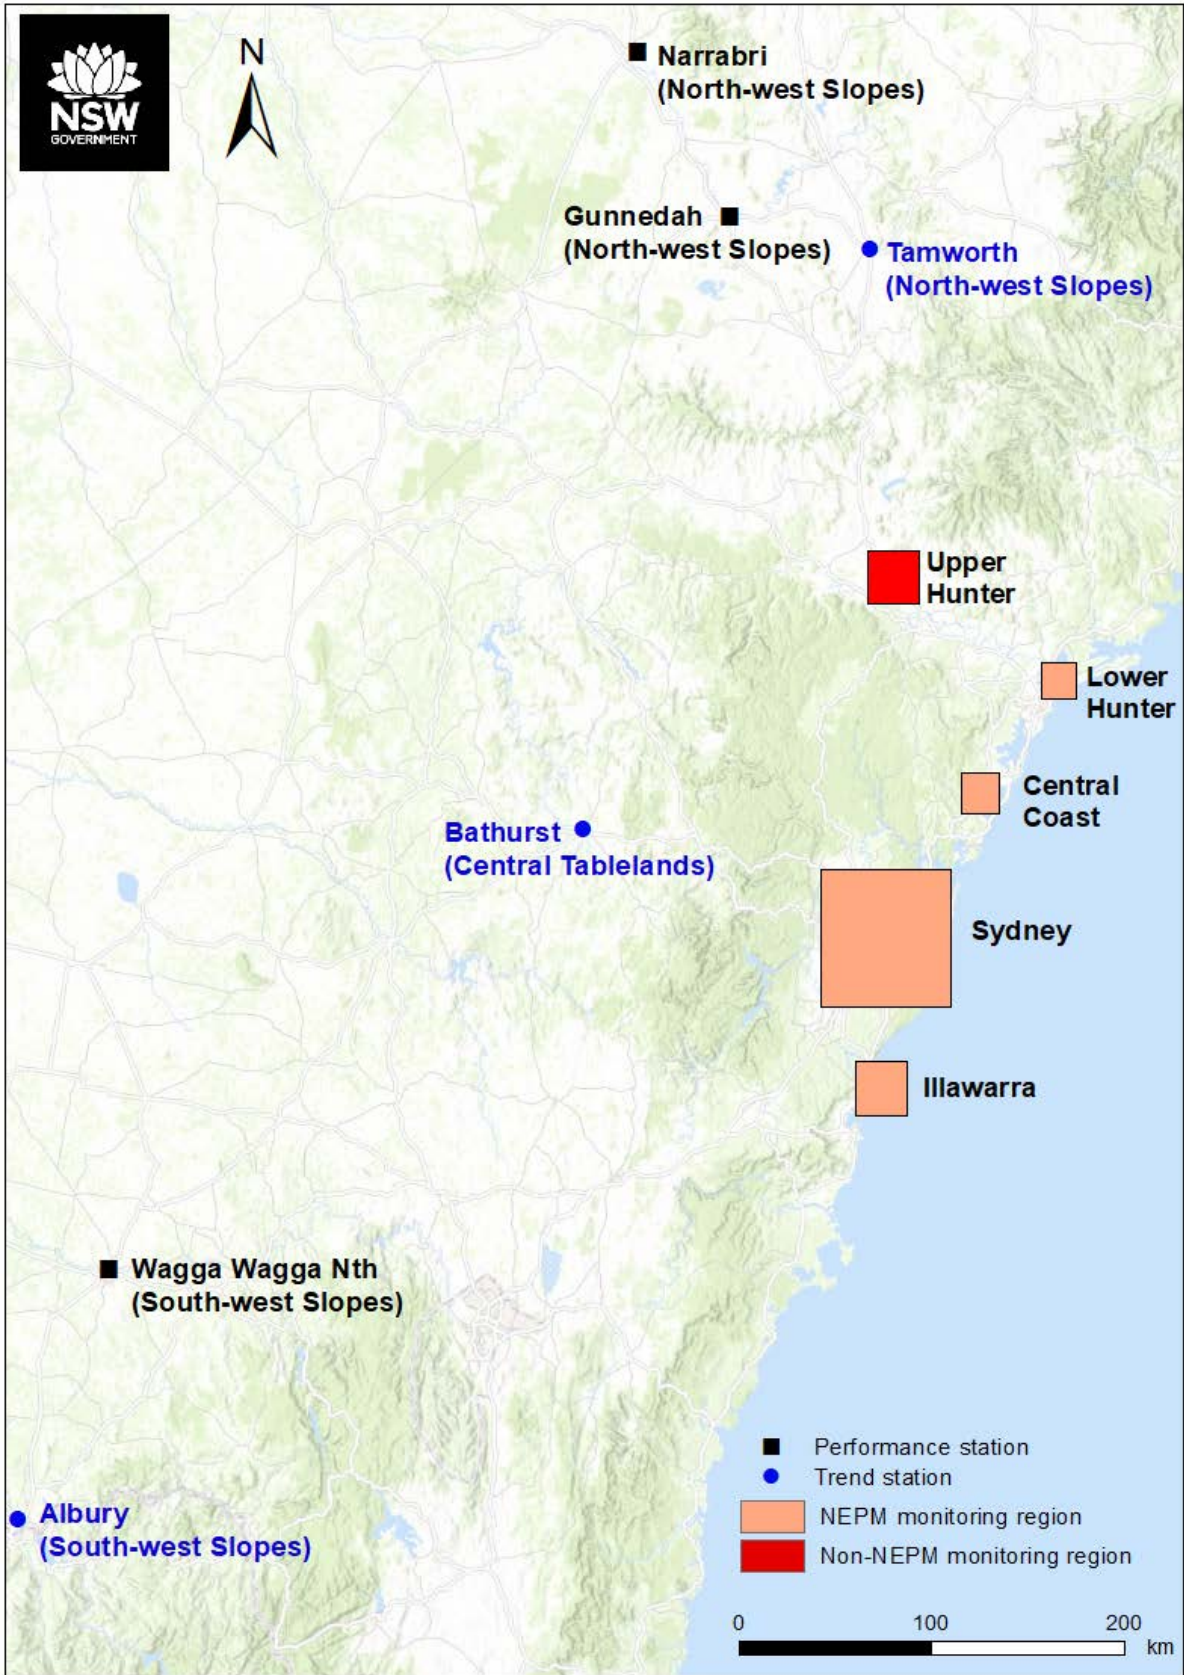 NSW
GOVERNMENT
N
Narrabri
(North-west Slopes)
Gunnedah
(North-west Slopes)
Tamworth
(North-west Slopes)
Upper
Hunter
Lower
Hunter
Central
Coast
Bathurst
(Central Tablelands)
Sydney
Illawarra
Wagga Wagga Nth
(South-west Slopes)
Albury
(South-west Slopes)
Performance station
Trend station
NEPM monitoring region
Non-NEPM monitoring region
0 100 200
km